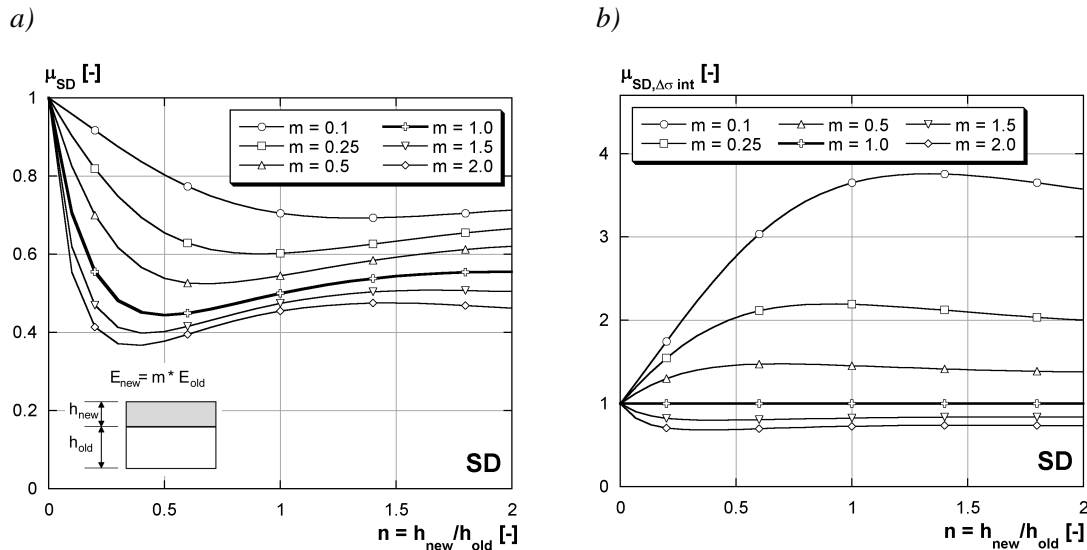 a)
μSD [-]
1
0.8
0.6
0.4
0.2
0
m = 0.1
m = 0.25
m = 0.5
m = 1.0
m = 1.5
m = 2.0
Enew = m * Eold
hnew
hold
SD
0 0.5 1 1.5 2
n = hnew/hold [-]
b)
μSD,Δσ int [-]
4
3
2
1
0
m = 0.1
m = 0.25
m = 0.5
m = 1.0
m = 1.5
m = 2.0
SD
0 0.5 1 1.5 2
n = hnew/hold [-]